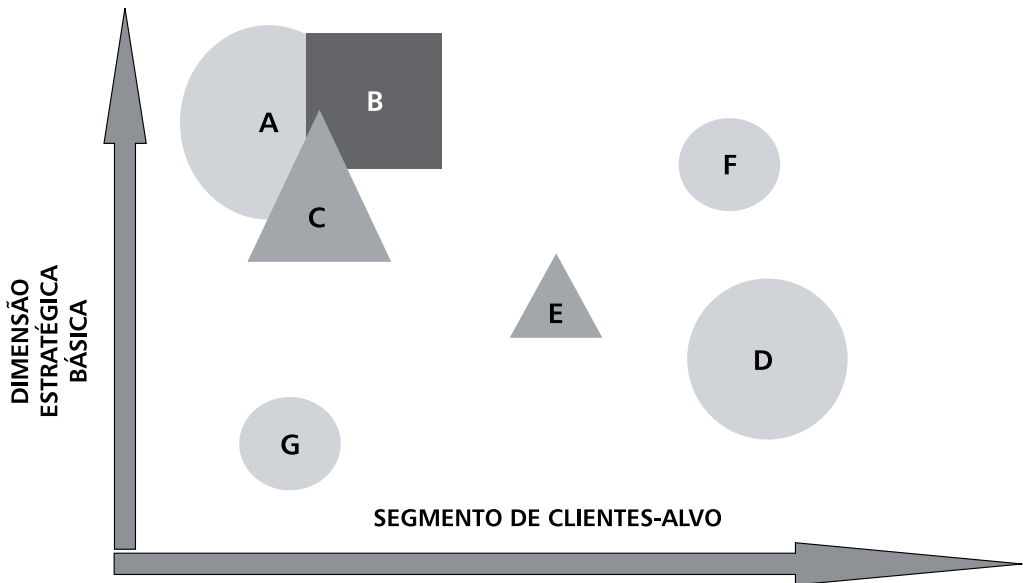 A
B
C
F
E
D
G
DIMENSÃO
ESTRATÉGICA
BÁSICA
SEGMENTO DE CLIENTES-ALVO